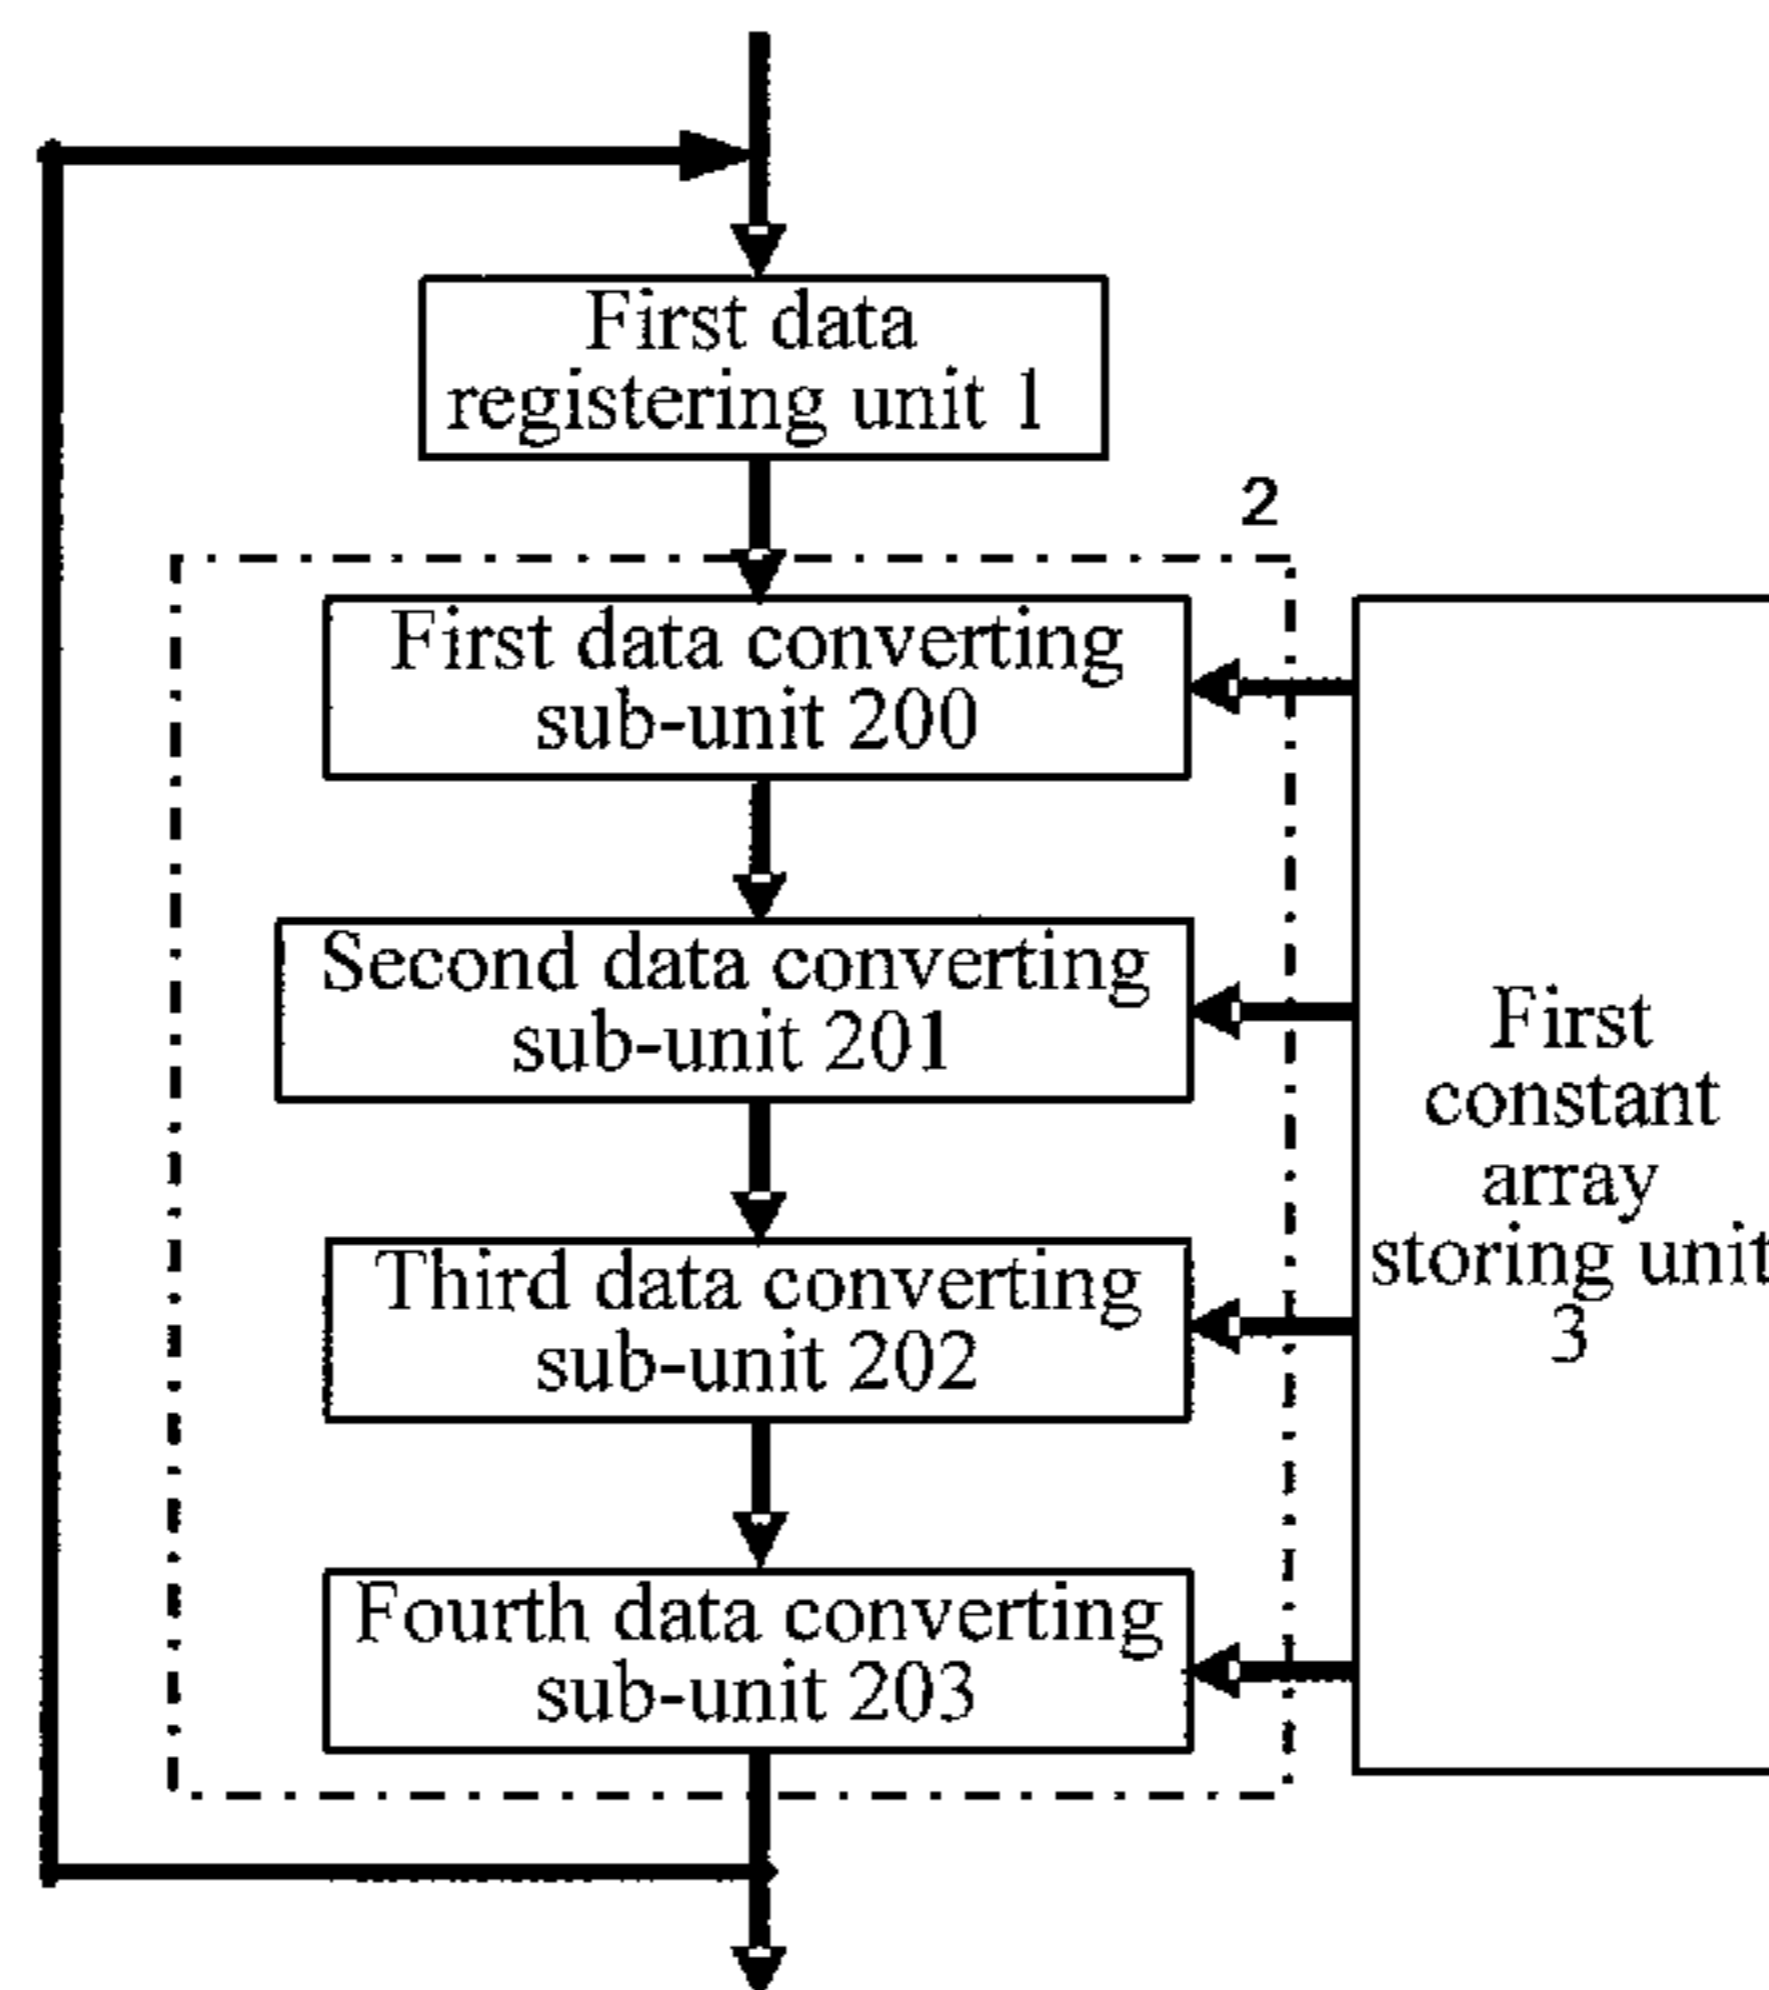 First data
registering unit 1
2
First data converting
sub-unit 200
Second data converting
sub-unit 201
Third data converting
sub-unit 202
Fourth data converting
sub-unit 203
First
constant
array
storing unit
3